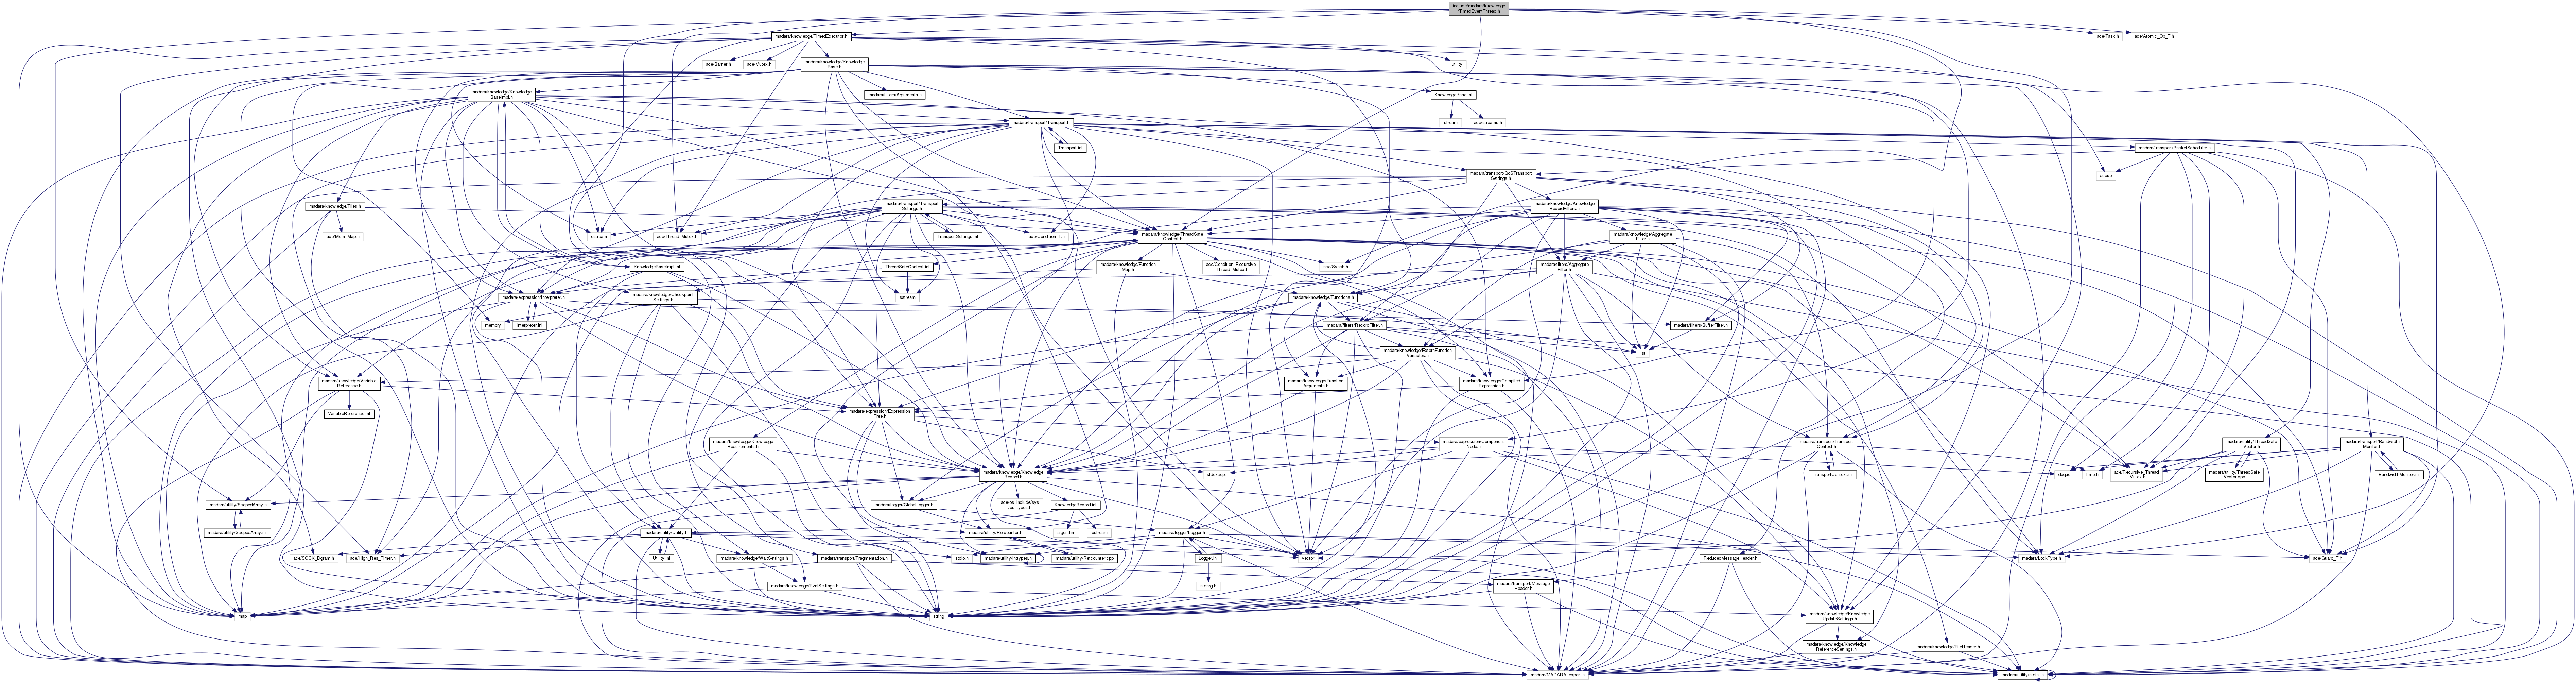 include/madara/knowledge
/TimedEventThread.h
madara/knowledge/TimedExecutor.h
ace/Task.h
ace/Atomic_Op_T.h
ace/Barrier.h
ace/Mutex.h
madara/knowledge/Knowledge
Base.h
utility
madara/knowledge/Knowledge
BaseImpl.h
madara/filters/Arguments.h
KnowledgeBase.inl
fstream
ace/streams.h
madara/transport/Transport.h
Transport.inl
madara/transport/PacketScheduler.h
madara/transport/QoSTransport
Settings.h
queue
madara/knowledge/Files.h
madara/transport/Transport
Settings.h
madara/knowledge/Knowledge
RecordFilters.h
ace/Mem_Map.h
ostream
ace/Thread_Mutex.h
TransportSettings.inl
ace/Condition_T.h
madara/knowledge/ThreadSafe
Context.h
madara/knowledge/Aggregate
Filter.h
KnowledgeBaseImpl.inl
ThreadSafeContext.inl
madara/knowledge/Function
Map.h
ace/Condition_Recursive
_Thread_Mutex.h
ace/Synch.h
madara/filters/Aggregate
Filter.h
madara/expression/Interpreter.h
madara/knowledge/Checkpoint
Settings.h
sstream
madara/knowledge/Functions.h
memory
Interpreter.inl
madara/filters/RecordFilter.h
madara/filters/BufferFilter.h
madara/knowledge/ExternFunction
Variables.h
list
madara/knowledge/Variable
Reference.h
madara/knowledge/Function
Arguments.h
madara/knowledge/Compiled
Expression.h
VariableReference.inl
madara/expression/Expression
Tree.h
madara/knowledge/Knowledge
Requirements.h
madara/expression/Component
Node.h
madara/transport/Transport
Context.h
madara/utility/ThreadSafe
Vector.h
madara/transport/Bandwidth
Monitor.h
madara/knowledge/Knowledge
Record.h
stdexcept
TransportContext.inl
deque
time.h
ace/Recursive_Thread
_Mutex.h
madara/utility/ThreadSafe
Vector.cpp
BandwidthMonitor.inl
madara/utility/ScopedArray.h
madara/logger/GlobalLogger.h
ace/os_include/sys
/os_types.h
KnowledgeRecord.inl
madara/utility/ScopedArray.inl
madara/utility/Utility.h
madara/utility/Refcounter.h
algorithm
iostream
madara/logger/Logger.h
ace/SOCK_Dgram.h
ace/High_Res_Timer.h
Utility.inl
madara/knowledge/WaitSettings.h
madara/transport/Fragmentation.h
stdio.h
madara/utility/inttypes.h
madara/utility/Refcounter.cpp
Logger.inl
vector
ReducedMessageHeader.h
madara/LockType.h
ace/Guard_T.h
madara/knowledge/EvalSettings.h
stdarg.h
madara/transport/Message
Header.h
map
string
madara/knowledge/Knowledge
UpdateSettings.h
madara/knowledge/Knowledge
ReferenceSettings.h
madara/knowledge/FileHeader.h
madara/MADARA_export.h
madara/utility/stdint.h